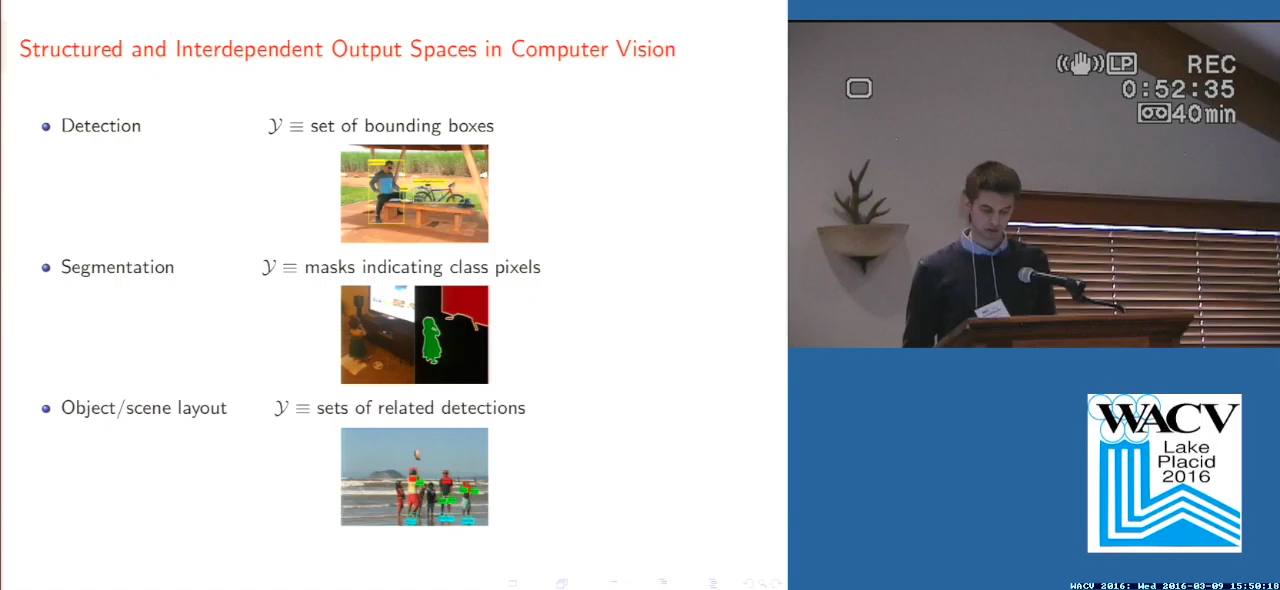 Structured and Interdependent Output Spaces in Computer Vision
Detection 𝒴 ≡ set of bounding boxes
Segmentation 𝒴 ≡ masks indicating class pixels
Object/scene layout 𝒴 ≡ sets of related detections
LP REC
0:52:35
40min
WACV
Lake
Placid
2016
WACV 2016: Wed 2016-03-09 15:50:18